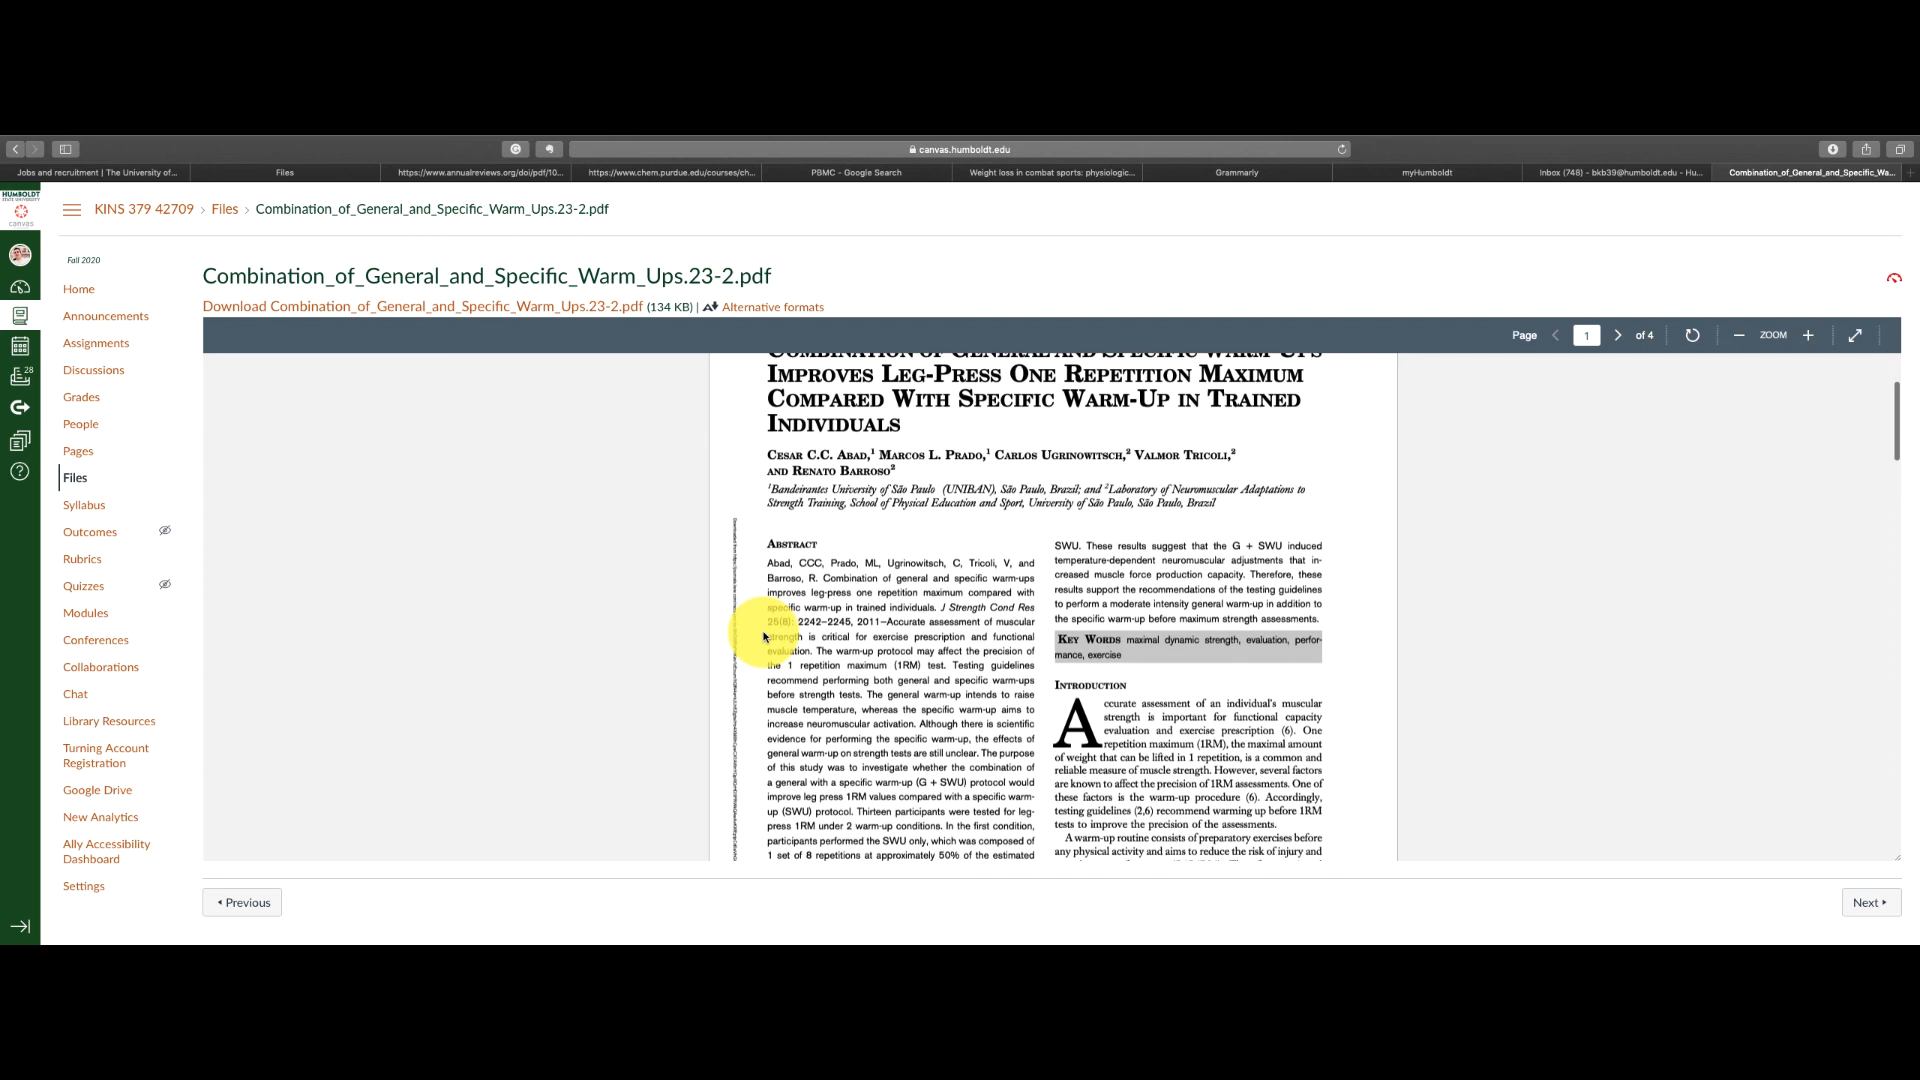 canvas.humboldt.edu
Jobs and recruitment | The University of...
Files
https://www.annualreviews.org/doi/pdf/10...
https://www.chem.purdue.edu/courses/ch...
PBMC - Google Search
Weight loss in combat sports: physiologic...
Grammarly
myHumboldt
Inbox (748) - bkb39@humboldt.edu - Hu...
Combination_of_General_and_Specific_Wa...
HUMBOLDT
STATE UNIVERSITY
canvas
KINS 379 42709 › Files › Combination_of_General_and_Specific_Warm_Ups.23-2.pdf
28
Fall 2020
Home
Announcements
Assignments
Discussions
Grades
People
Pages
Files
Syllabus
Outcomes
Rubrics
Quizzes
Modules
Conferences
Collaborations
Chat
Library Resources
Turning Account
Registration
Google Drive
New Analytics
Ally Accessibility
Dashboard
Settings
Combination_of_General_and_Specific_Warm_Ups.23-2.pdf
Download Combination_of_General_and_Specific_Warm_Ups.23-2.pdf (134 KB) | Alternative formats
Page 1 of 4 ZOOM
COMBINATION OF GENERAL AND SPECIFIC WARM-UPS
IMPROVES LEG-PRESS ONE REPETITION MAXIMUM
COMPARED WITH SPECIFIC WARM-UP IN TRAINED
INDIVIDUALS
CESAR C.C. ABAD,1 MARCOS L. PRADO,1 CARLOS UGRINOWITSCH,2 VALMOR TRICOLI,2
AND RENATO BARROSO2
1Bandeirantes University of São Paulo (UNIBAN), São Paulo, Brazil; and 2Laboratory of Neuromuscular Adaptations to
Strength Training, School of Physical Education and Sport, University of São Paulo, São Paulo, Brazil
ABSTRACT
Abad, CCC, Prado, ML, Ugrinowitsch, C, Tricoli, V, and
Barroso, R. Combination of general and specific warm-ups
improves leg-press one repetition maximum compared with
specific warm-up in trained individuals. J Strength Cond Res
25(8): 2242–2245, 2011—Accurate assessment of muscular
strength is critical for exercise prescription and functional
evaluation. The warm-up protocol may affect the precision of
the 1 repetition maximum (1RM) test. Testing guidelines
recommend performing both general and specific warm-ups
before strength tests. The general warm-up intends to raise
muscle temperature, whereas the specific warm-up aims to
increase neuromuscular activation. Although there is scientific
evidence for performing the specific warm-up, the effects of
general warm-up on strength tests are still unclear. The purpose
of this study was to investigate whether the combination of
a general with a specific warm-up (G + SWU) protocol would
improve leg press 1RM values compared with a specific warm-
up (SWU) protocol. Thirteen participants were tested for leg-
press 1RM under 2 warm-up conditions. In the first condition,
participants performed the SWU only, which was composed of
1 set of 8 repetitions at approximately 50% of the estimated
SWU. These results suggest that the G + SWU induced
temperature-dependent neuromuscular adjustments that in-
creased muscle force production capacity. Therefore, these
results support the recommendations of the testing guidelines
to perform a moderate intensity general warm-up in addition to
the specific warm-up before maximum strength assessments.
KEY WORDS maximal dynamic strength, evaluation, perfor-
mance, exercise
INTRODUCTION
Accurate assessment of an individual's muscular
strength is important for functional capacity
evaluation and exercise prescription (6). One
repetition maximum (1RM), the maximal amount
of weight that can be lifted in 1 repetition, is a common and
reliable measure of muscle strength. However, several factors
are known to affect the precision of 1RM assessments. One of
these factors is the warm-up procedure (6). Accordingly,
testing guidelines (2,6) recommend warming up before 1RM
tests to improve the precision of the assessments.
A warm-up routine consists of preparatory exercises before
any physical activity and aims to reduce the risk of injury and
Previous
Next